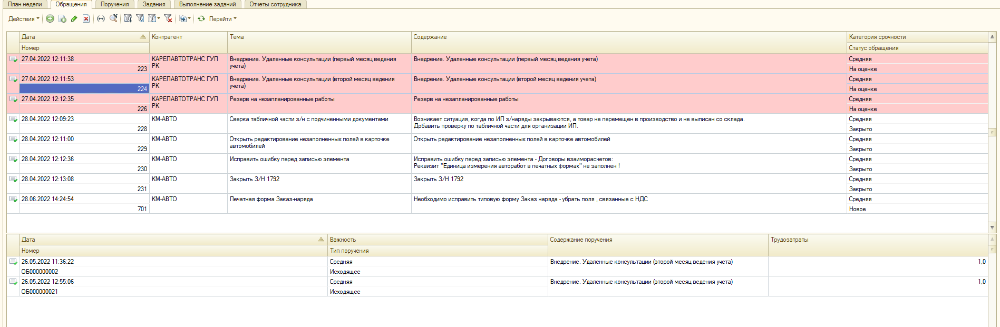 План недели Обращения Поручения Задания Выполнение заданий Отчеты сотрудника
Действия Перейти
Дата Контрагент Тема Содержание Категория срочности
Номер Статус обращения
27.04.2022 12:11:38 КАРЕЛАВТОТРАНС ГУП РК Внедрение. Удаленные консультации (первый месяц ведения учета) Внедрение. Удаленные консультации (первый месяц ведения учета) Средняя
223 На оценке
27.04.2022 12:11:53 КАРЕЛАВТОТРАНС ГУП РК Внедрение. Удаленные консультации (второй месяц ведения учета) Внедрение. Удаленные консультации (второй месяц ведения учета) Средняя
224 На оценке
27.04.2022 12:12:35 КАРЕЛАВТОТРАНС ГУП РК Резерв на незапланированные работы Резерв на незапланированные работы Средняя
226 На оценке
28.04.2022 12:09:23 КМ-АВТО Сверка табличной части з/н с подчиненными документами Возникает ситуация, когда по ИП з/наряды закрываются, а товар не перемещен в производство и не выписан со склада. Средняя
Добавить проверку по табличной части для организации ИП.
228 Закрыто
28.04.2022 12:11:00 КМ-АВТО Открыть редактирование незаполненных полей в карточке автомобилей Открыть редактирование незаполненных полей в карточке автомобилей Средняя
229 Закрыто
28.04.2022 12:12:36 КМ-АВТО Исправить ошибку перед записью элемента Исправить ошибку перед записью элемента - Договоры взаиморасчетов: Средняя
Реквизит "Единица измерения авторабот в печатных формах" не заполнен !
230 Закрыто
28.04.2022 12:13:08 КМ-АВТО Закрыть З/Н 1792 Закрыть З/Н 1792 Средняя
231 Закрыто
28.06.2022 14:24:54 КМ-АВТО Печатная форма Заказ-наряда Необходимо исправить типовую форму Заказ наряда - убрать поля , связанные с НДС Средняя
701 Новое
Дата Важность Содержание поручения Трудозатраты
Номер Тип поручения
26.05.2022 11:36:22 Средняя Внедрение. Удаленные консультации (второй месяц ведения учета) 1,0
ОБ000000002 Исходящее
26.05.2022 12:55:06 Средняя Внедрение. Удаленные консультации (второй месяц ведения учета) 1,0
ОБ000000021 Исходящее